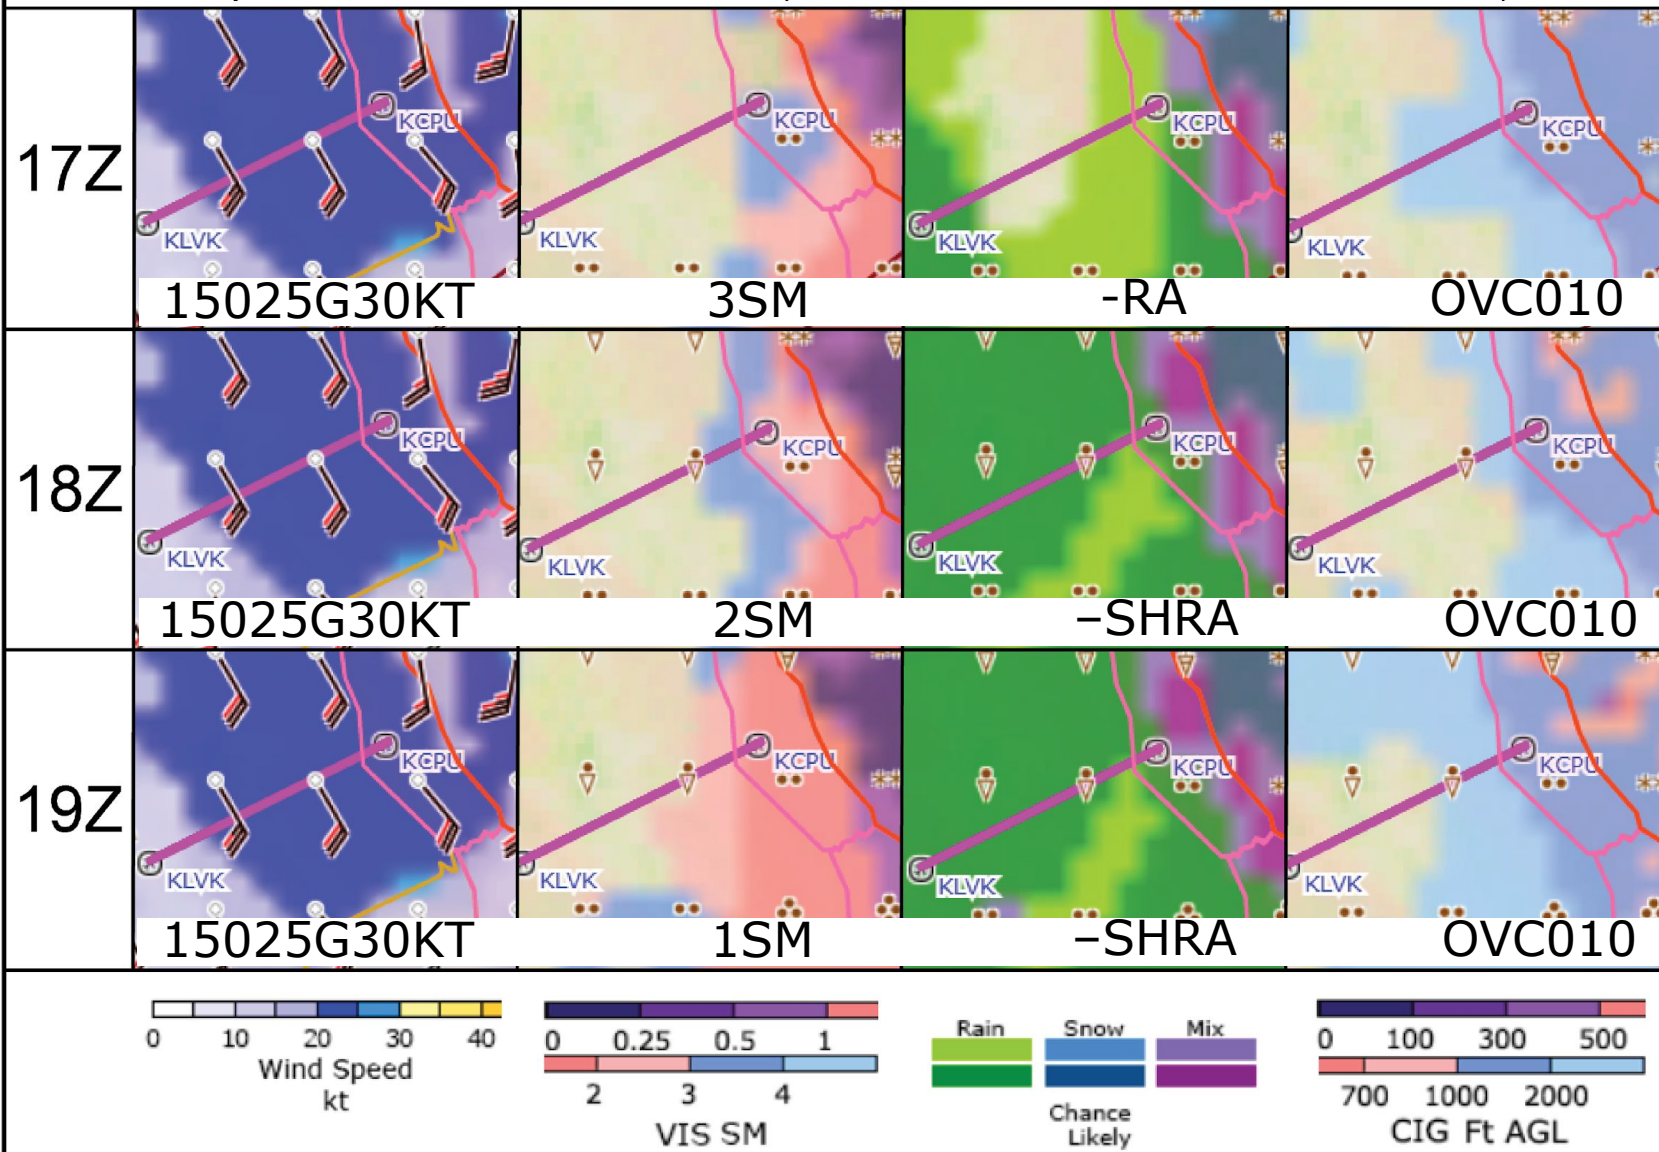 17Z
KCPU KCPU KCPU KCPU
KLVK KLVK KLVK KLVK
15025G30KT 3SM -RA OVC010
18Z
KCPU KCPU KCPU KCPU
KLVK KLVK KLVK KLVK
15025G30KT 2SM –SHRA OVC010
19Z
KCPU KCPU KCPU KCPU
KLVK KLVK KLVK KLVK
15025G30KT 1SM –SHRA OVC010
0 10 20 30 40
Wind Speed
kt
0 0.25 0.5 1
2 3 4
VIS SM
Rain Snow Mix
Chance
Likely
0 100 300 500
700 1000 2000
CIG Ft AGL